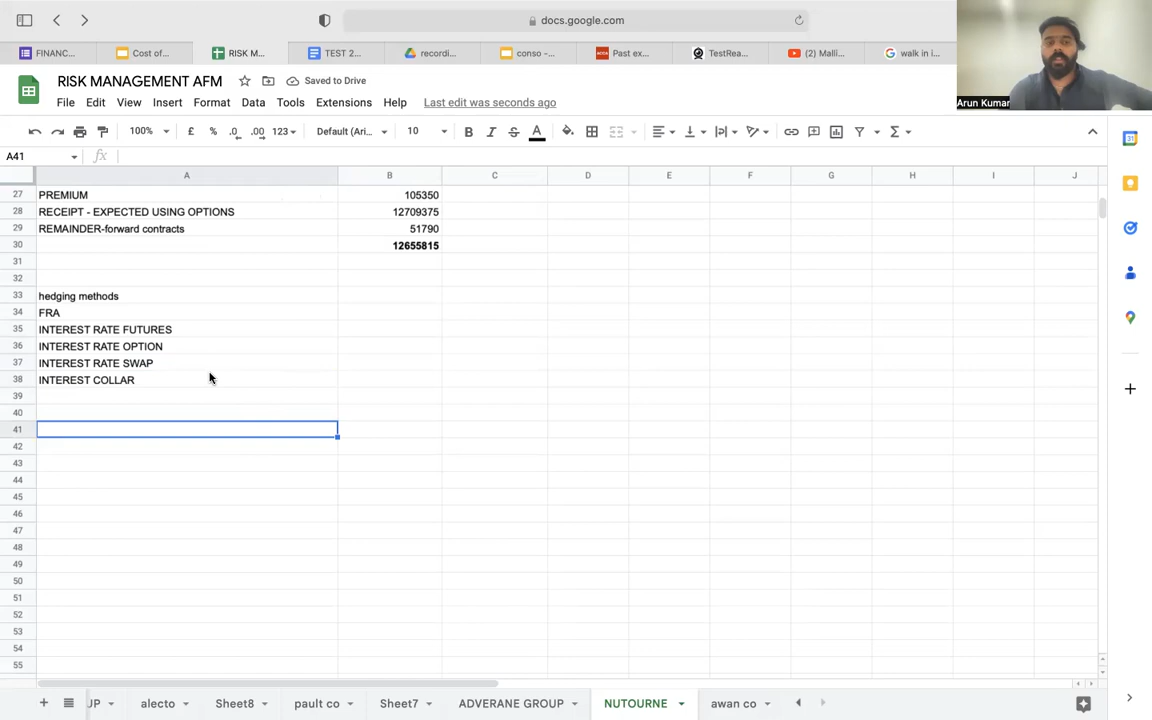 docs.google.com
FINANC...
Cost of...
RISK M...
TEST 2...
recordi...
conso -...
Past ex...
TestRea...
(2) Malli...
walk in i...
Arun Kumar
RISK MANAGEMENT AFM
Saved to Drive
File Edit View Insert Format Data Tools Extensions Help Last edit was seconds ago
100% £ % .0 .00 123 Default (Ari... 10 B I S A
A41 fx
A B C D E F G H I J
27 PREMIUM 105350
28 RECEIPT - EXPECTED USING OPTIONS 12709375
29 REMAINDER-forward contracts 51790
30 12655815
31
32
33 hedging methods
34 FRA
35 INTEREST RATE FUTURES
36 INTEREST RATE OPTION
37 INTEREST RATE SWAP
38 INTEREST COLLAR
39
40
41
42
43
44
45
46
47
48
49
50
51
52
53
54
55
UP alecto Sheet8 pault co Sheet7 ADVERANE GROUP NUTOURNE awan co